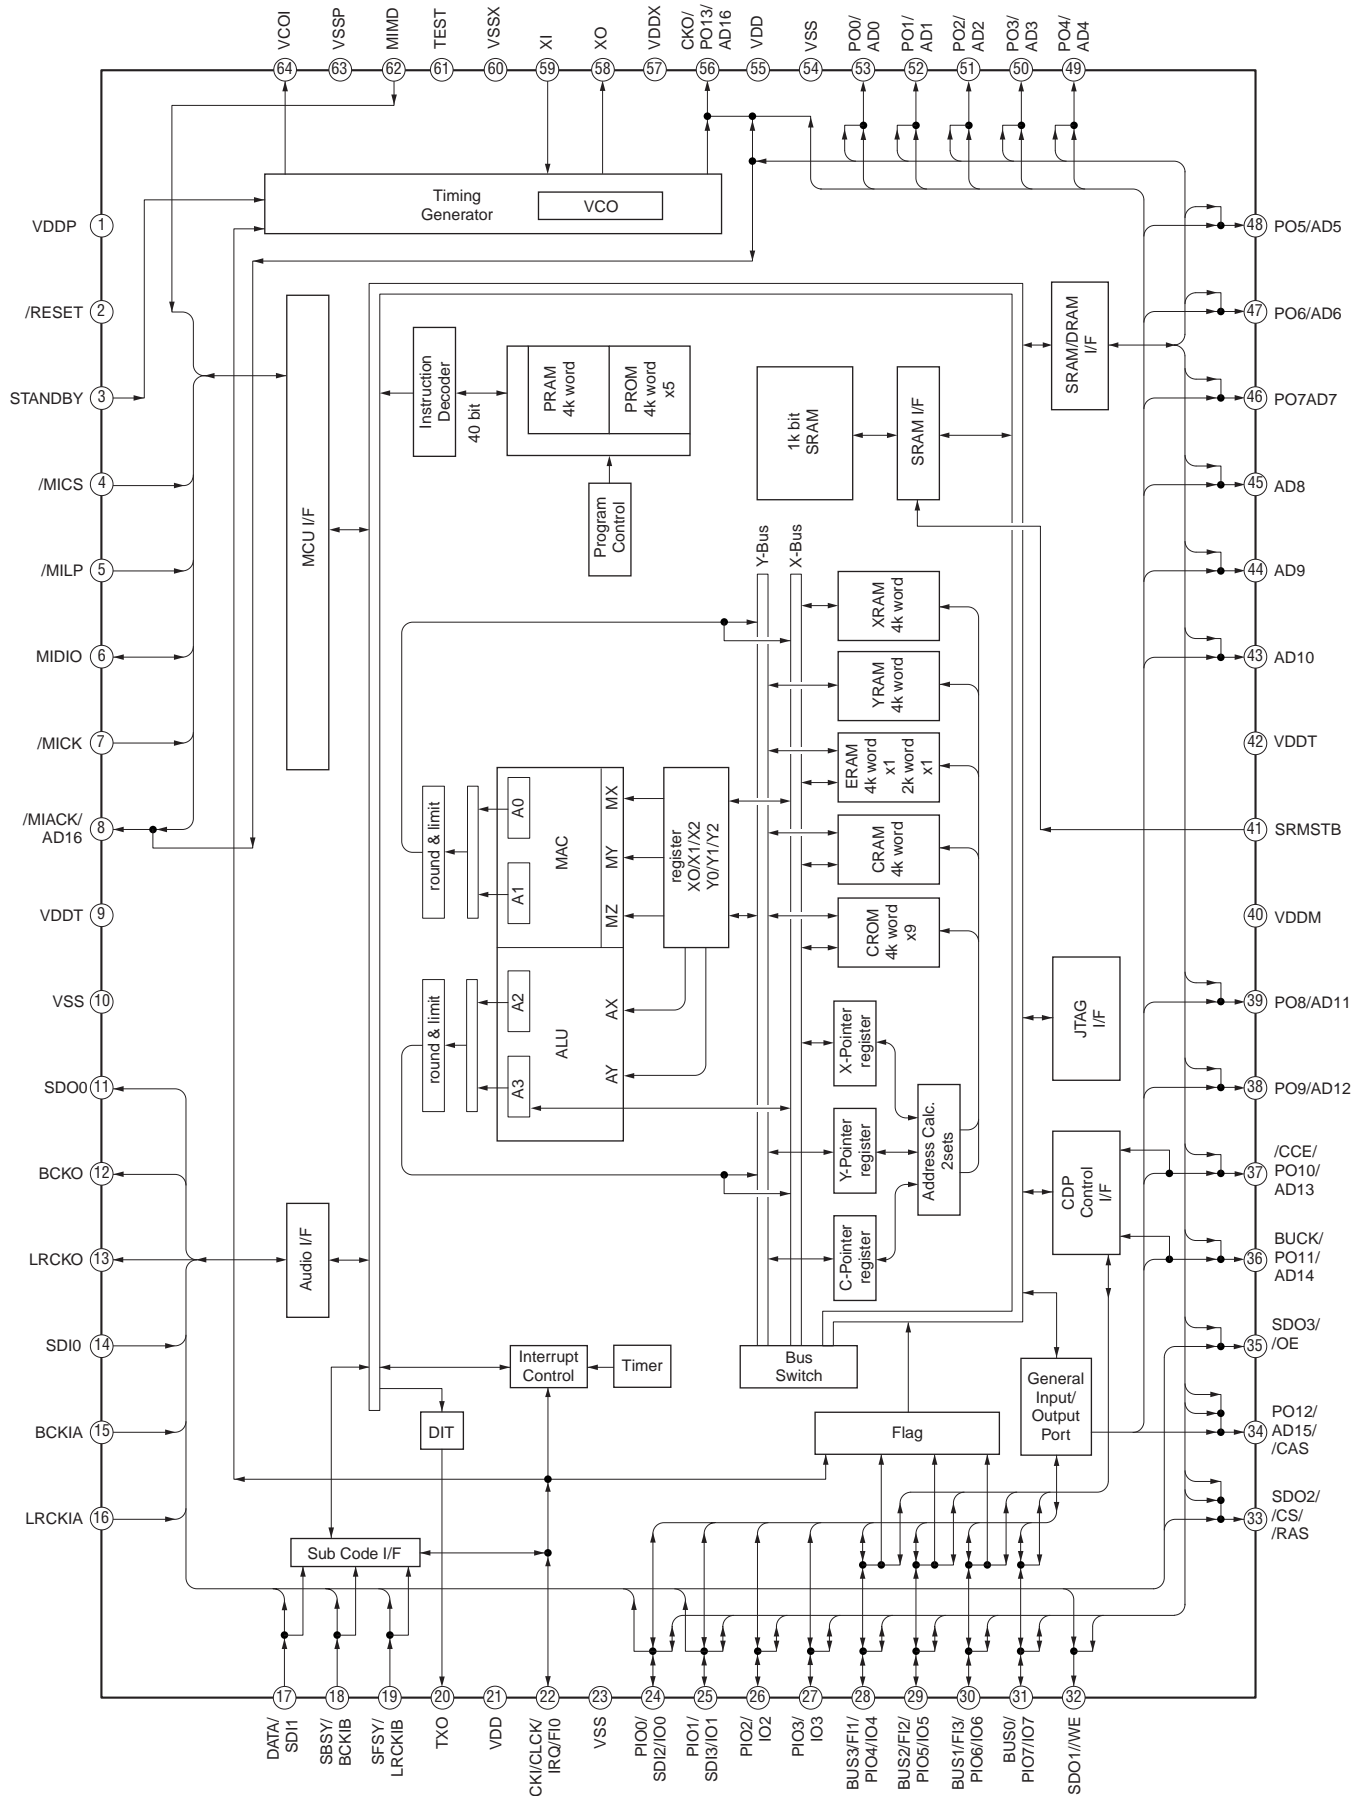 VCOI
VSSP
MIMD
TEST
VSSX
XI
XO
VDDX
CKO/
PO13/
AD16
VDD
VSS
PO0/
AD0
PO1/
AD1
PO2/
AD2
PO3/
AD3
PO4/
AD4
64
63
62
61
60
59
58
57
56
55
54
53
52
51
50
49
Timing
Generator
VCO
VDDP
1
/RESET
2
STANDBY
3
/MICS
4
/MILP
5
MIDIO
6
/MICK
7
/MIACK/
AD16
8
VDDT
9
VSS
10
SDO0
11
BCKO
12
LRCKO
13
SDI0
14
BCKIA
15
LRCKIA
16
48
PO5/AD5
47
PO6/AD6
46
PO7AD7
45
AD8
44
AD9
43
AD10
42
VDDT
41
SRMSTB
40
VDDM
39
PO8/AD11
38
PO9/AD12
37
/CCE/
PO10/
AD13
36
BUCK/
PO11/
AD14
35
SDO3/
/OE
34
PO12/
AD15/
/CAS
33
SDO2/
/CS/
/RAS
MCU I/F
Instruction
Decoder
40 bit
PRAM
4k word
PROM
4k word
x5
Program
Control
1k bit
SRAM
SRAM I/F
SRAM/DRAM
I/F
Y-Bus
X-Bus
XRAM
4k word
YRAM
4k word
ERAM
4k word
x1
2k word
x1
CRAM
4k word
CROM
4k word
x9
round & limit
A0
A1
MAC
MX
MY
MZ
register
XO/X1/X2
Y0/Y1/Y2
round & limit
A2
A3
ALU
AX
AY
X-Pointer
register
Y-Pointer
register
C-Pointer
register
Address Calc.
2sets
JTAG
I/F
CDP
Control
I/F
Audio I/F
Interrupt
Control
Timer
Bus
Switch
DIT
Flag
General
Input/
Output
Port
Sub Code I/F
17
18
19
20
21
22
23
24
25
26
27
28
29
30
31
32
DATA/
SDI1
SBSY/
BCKIB
SFSY/
LRCKIB
TXO
VDD
CKI/CLCK/
IRQ/FI0
VSS
PIO0/
SDI2/IO0
PIO1/
SDI3/IO1
PIO2/
IO2
PIO3/
IO3
BUS3/FI1/
PIO4/IO4
BUS2/FI2/
PIO5/IO5
BUS1/FI3/
PIO6/IO6
BUS0/
PIO7/IO7
SDO1//WE